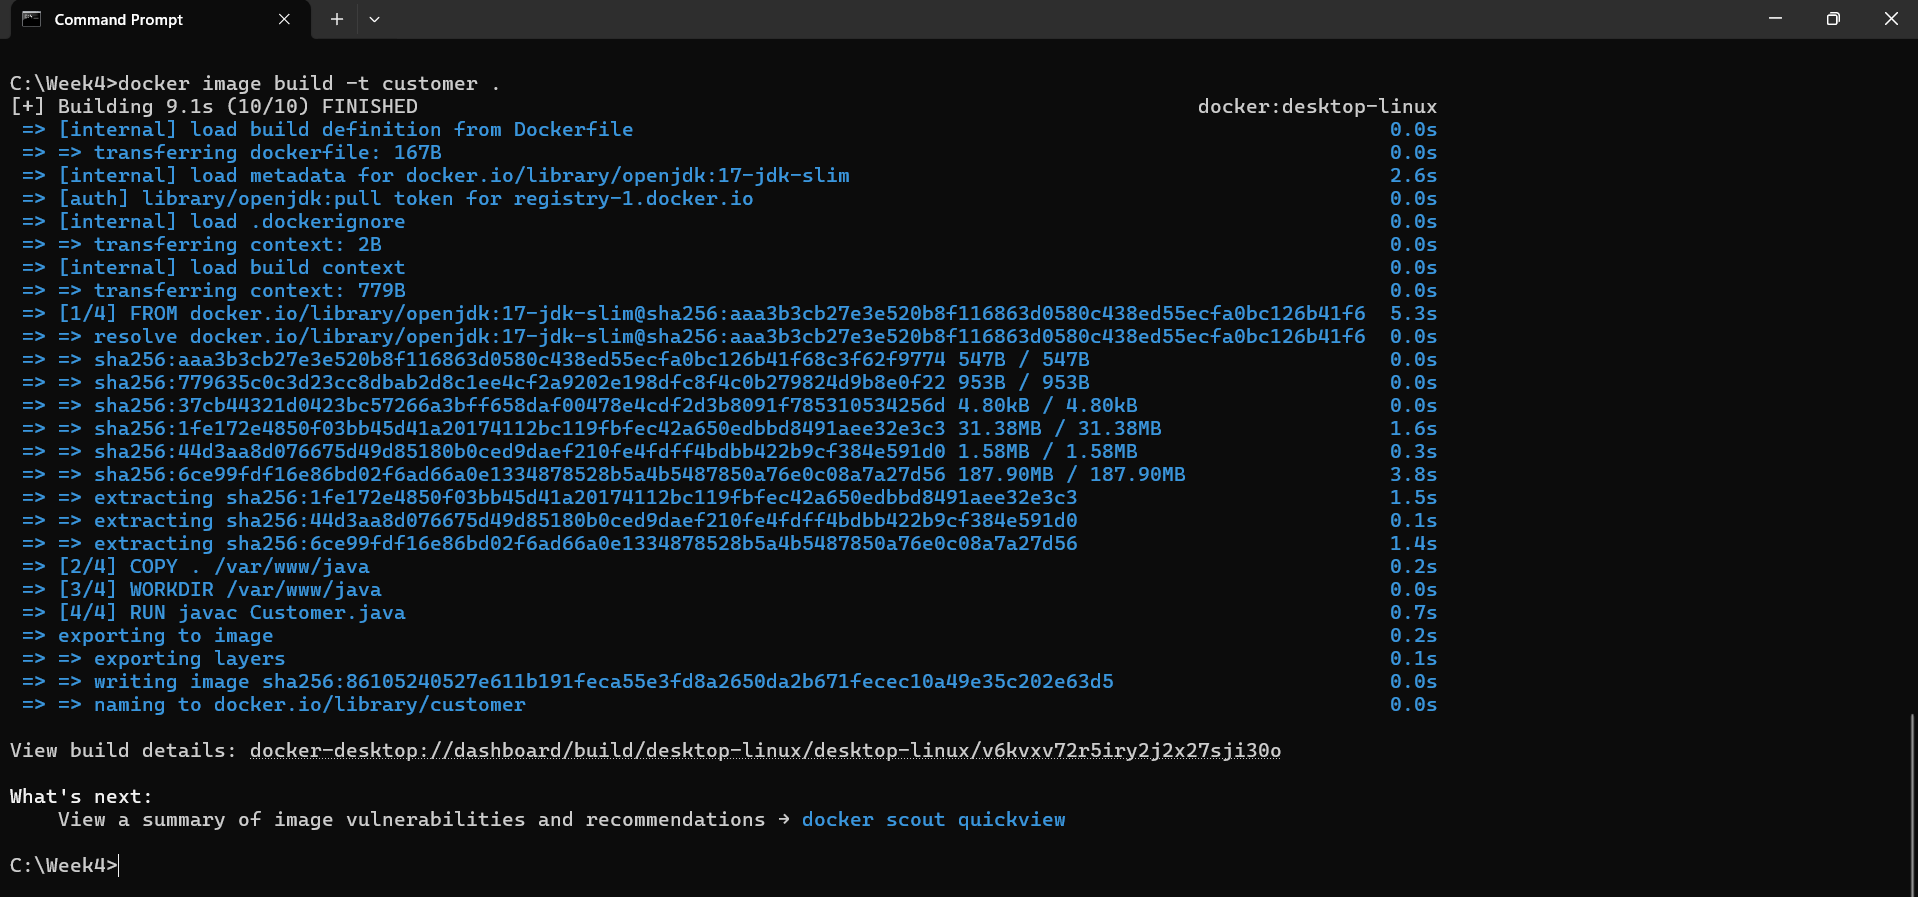 Command Prompt
C:\Week4>docker image build -t customer .
[+] Building 9.1s (10/10) FINISHED docker:desktop-linux
=> [internal] load build definition from Dockerfile 0.0s
=> => transferring dockerfile: 167B 0.0s
=> [internal] load metadata for docker.io/library/openjdk:17-jdk-slim 2.6s
=> [auth] library/openjdk:pull token for registry-1.docker.io 0.0s
=> [internal] load .dockerignore 0.0s
=> => transferring context: 2B 0.0s
=> [internal] load build context 0.0s
=> => transferring context: 779B 0.0s
=> [1/4] FROM docker.io/library/openjdk:17-jdk-slim@sha256:aaa3b3cb27e3e520b8f116863d0580c438ed55ecfa0bc126b41f6 5.3s
=> => resolve docker.io/library/openjdk:17-jdk-slim@sha256:aaa3b3cb27e3e520b8f116863d0580c438ed55ecfa0bc126b41f6 0.0s
=> => sha256:aaa3b3cb27e3e520b8f116863d0580c438ed55ecfa0bc126b41f68c3f62f9774 547B / 547B 0.0s
=> => sha256:779635c0c3d23cc8dbab2d8c1ee4cf2a9202e198dfc8f4c0b279824d9b8e0f22 953B / 953B 0.0s
=> => sha256:37cb44321d0423bc57266a3bff658daf00478e4cdf2d3b8091f785310534256d 4.80kB / 4.80kB 0.0s
=> => sha256:1fe172e4850f03bb45d41a20174112bc119fbfec42a650edbbd8491aee32e3c3 31.38MB / 31.38MB 1.6s
=> => sha256:44d3aa8d076675d49d85180b0ced9daef210fe4fdff4bdbb422b9cf384e591d0 1.58MB / 1.58MB 0.3s
=> => sha256:6ce99fdf16e86bd02f6ad66a0e1334878528b5a4b5487850a76e0c08a7a27d56 187.90MB / 187.90MB 3.8s
=> => extracting sha256:1fe172e4850f03bb45d41a20174112bc119fbfec42a650edbbd8491aee32e3c3 1.5s
=> => extracting sha256:44d3aa8d076675d49d85180b0ced9daef210fe4fdff4bdbb422b9cf384e591d0 0.1s
=> => extracting sha256:6ce99fdf16e86bd02f6ad66a0e1334878528b5a4b5487850a76e0c08a7a27d56 1.4s
=> [2/4] COPY . /var/www/java 0.2s
=> [3/4] WORKDIR /var/www/java 0.0s
=> [4/4] RUN javac Customer.java 0.7s
=> exporting to image 0.2s
=> => exporting layers 0.1s
=> => writing image sha256:86105240527e611b191feca55e3fd8a2650da2b671fecec10a49e35c202e63d5 0.0s
=> => naming to docker.io/library/customer 0.0s
View build details: docker-desktop://dashboard/build/desktop-linux/desktop-linux/v6kvxv72r5iry2j2x27sji30o
What's next:
View a summary of image vulnerabilities and recommendations → docker scout quickview
C:\Week4>